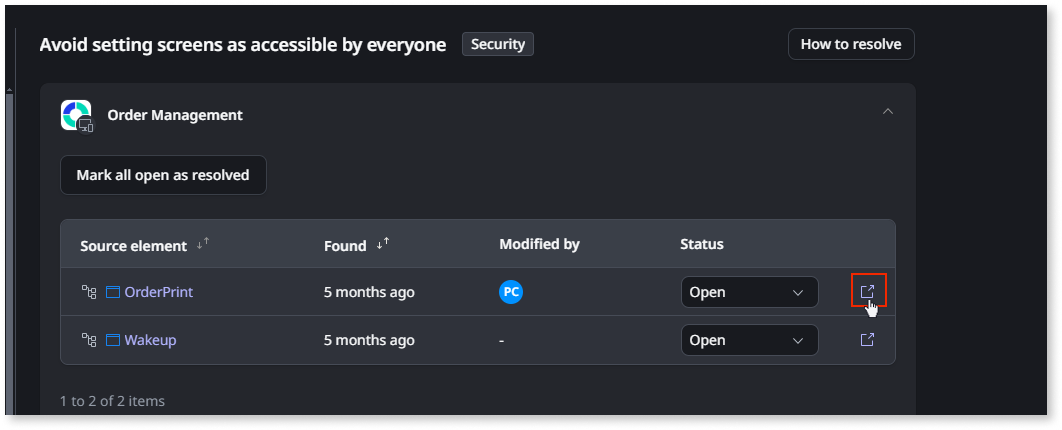 Avoid setting screens as accessible by everyone Security How to resolve
Order Management
Mark all open as resolved
Source element Found Modified by Status
OrderPrint 5 months ago PC Open
Wakeup 5 months ago - Open
1 to 2 of 2 items